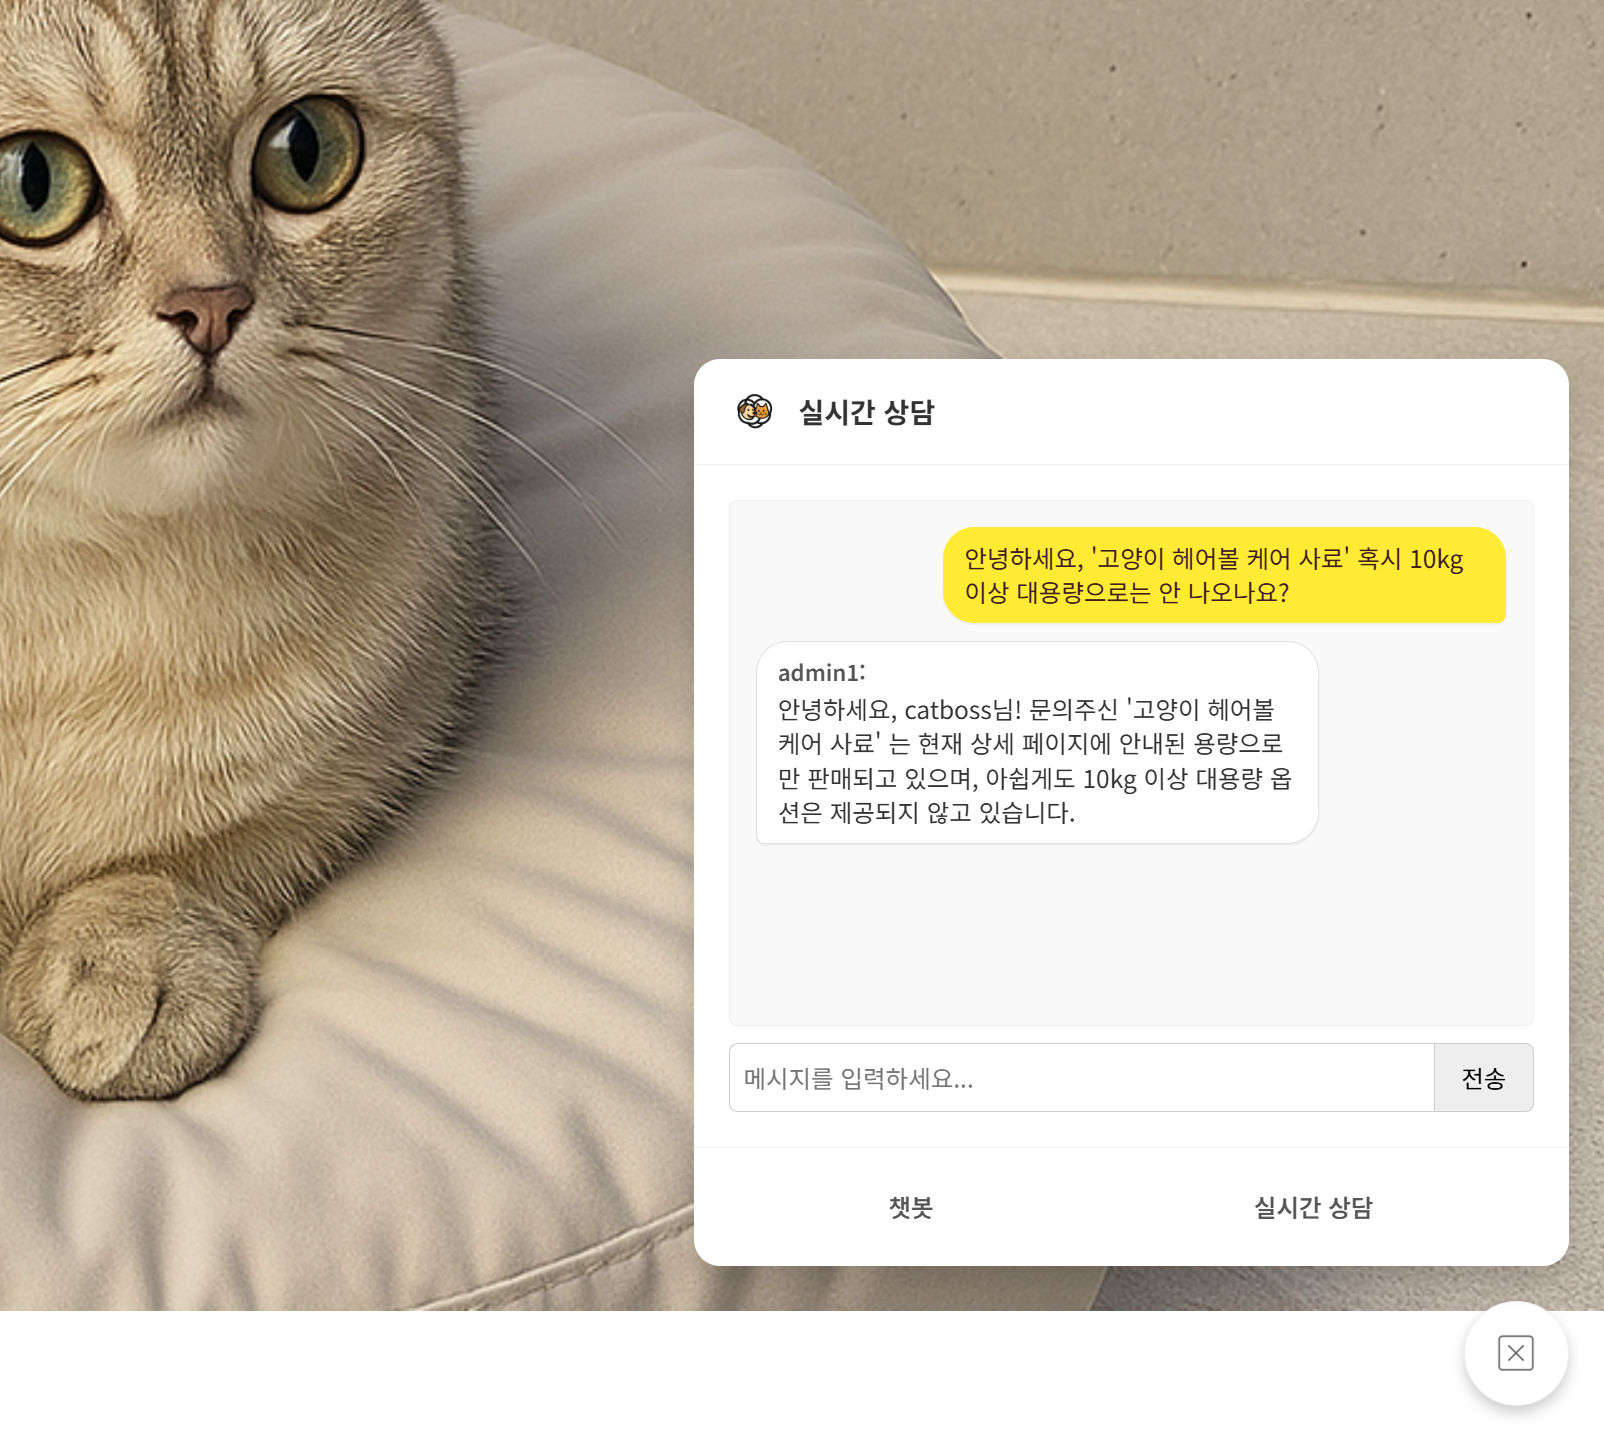 실시간 상담
안녕하세요, '고양이 헤어볼 케어 사료' 혹시 10kg
이상 대용량으로는 안 나오나요?
admin1:
안녕하세요, catboss님! 문의주신 '고양이 헤어볼
케어 사료' 는 현재 상세 페이지에 안내된 용량으로
만 판매되고 있으며, 아쉽게도 10kg 이상 대용량 옵
션은 제공되지 않고 있습니다.
메시지를 입력하세요...
전송
챗봇
실시간 상담